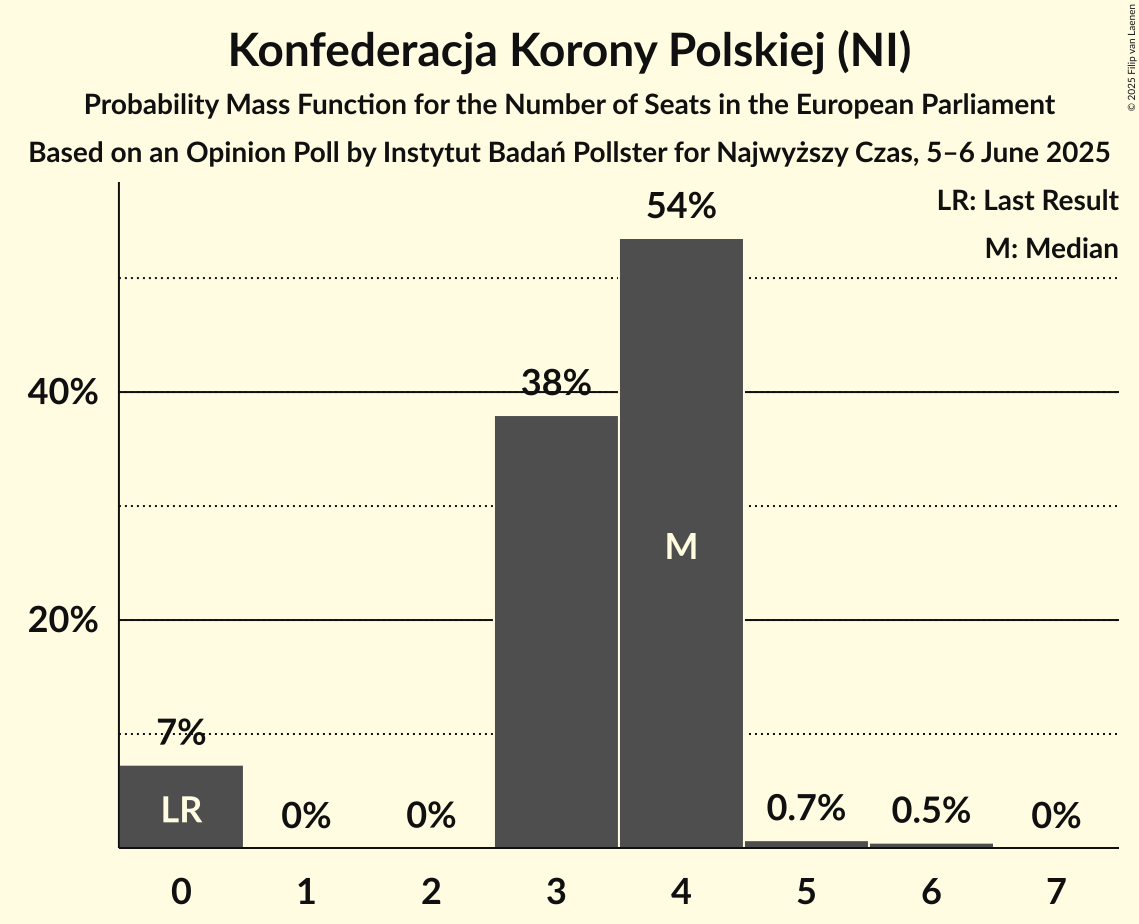 Konfederacja Korony Polskiej (NI)
Probability Mass Function for the Number of Seats in the European Parliament
Based on an Opinion Poll by Instytut Badań Pollster for Najwyższy Czas, 5–6 June 2025
© 2025 Filip van Laenen
LR: Last Result
M: Median
54%
38%
40%
M
20%
7%
LR
0%
0%
0.7%
0.5%
0%
0 1 2 3 4 5 6 7